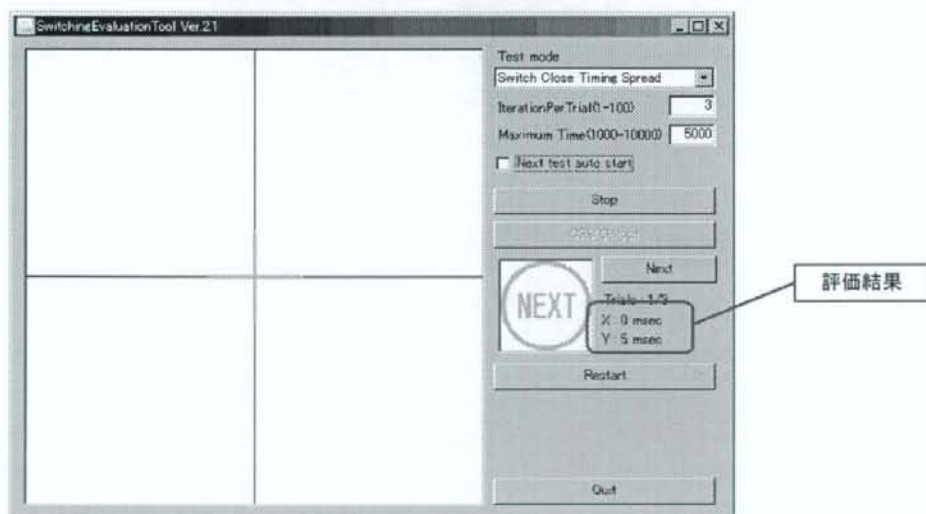 SwitchingEvaluationTool Ver.2.1
Test mode
Switch Close Timing Spread
IterationPerTrial(1-100) 3
Maximum Time(1000-10000) 5000
Next test auto start
Stop
Next
NEXT
Trials : 1/3
X : 0 msec
Y : 5 msec
Restart
Quit
評価結果